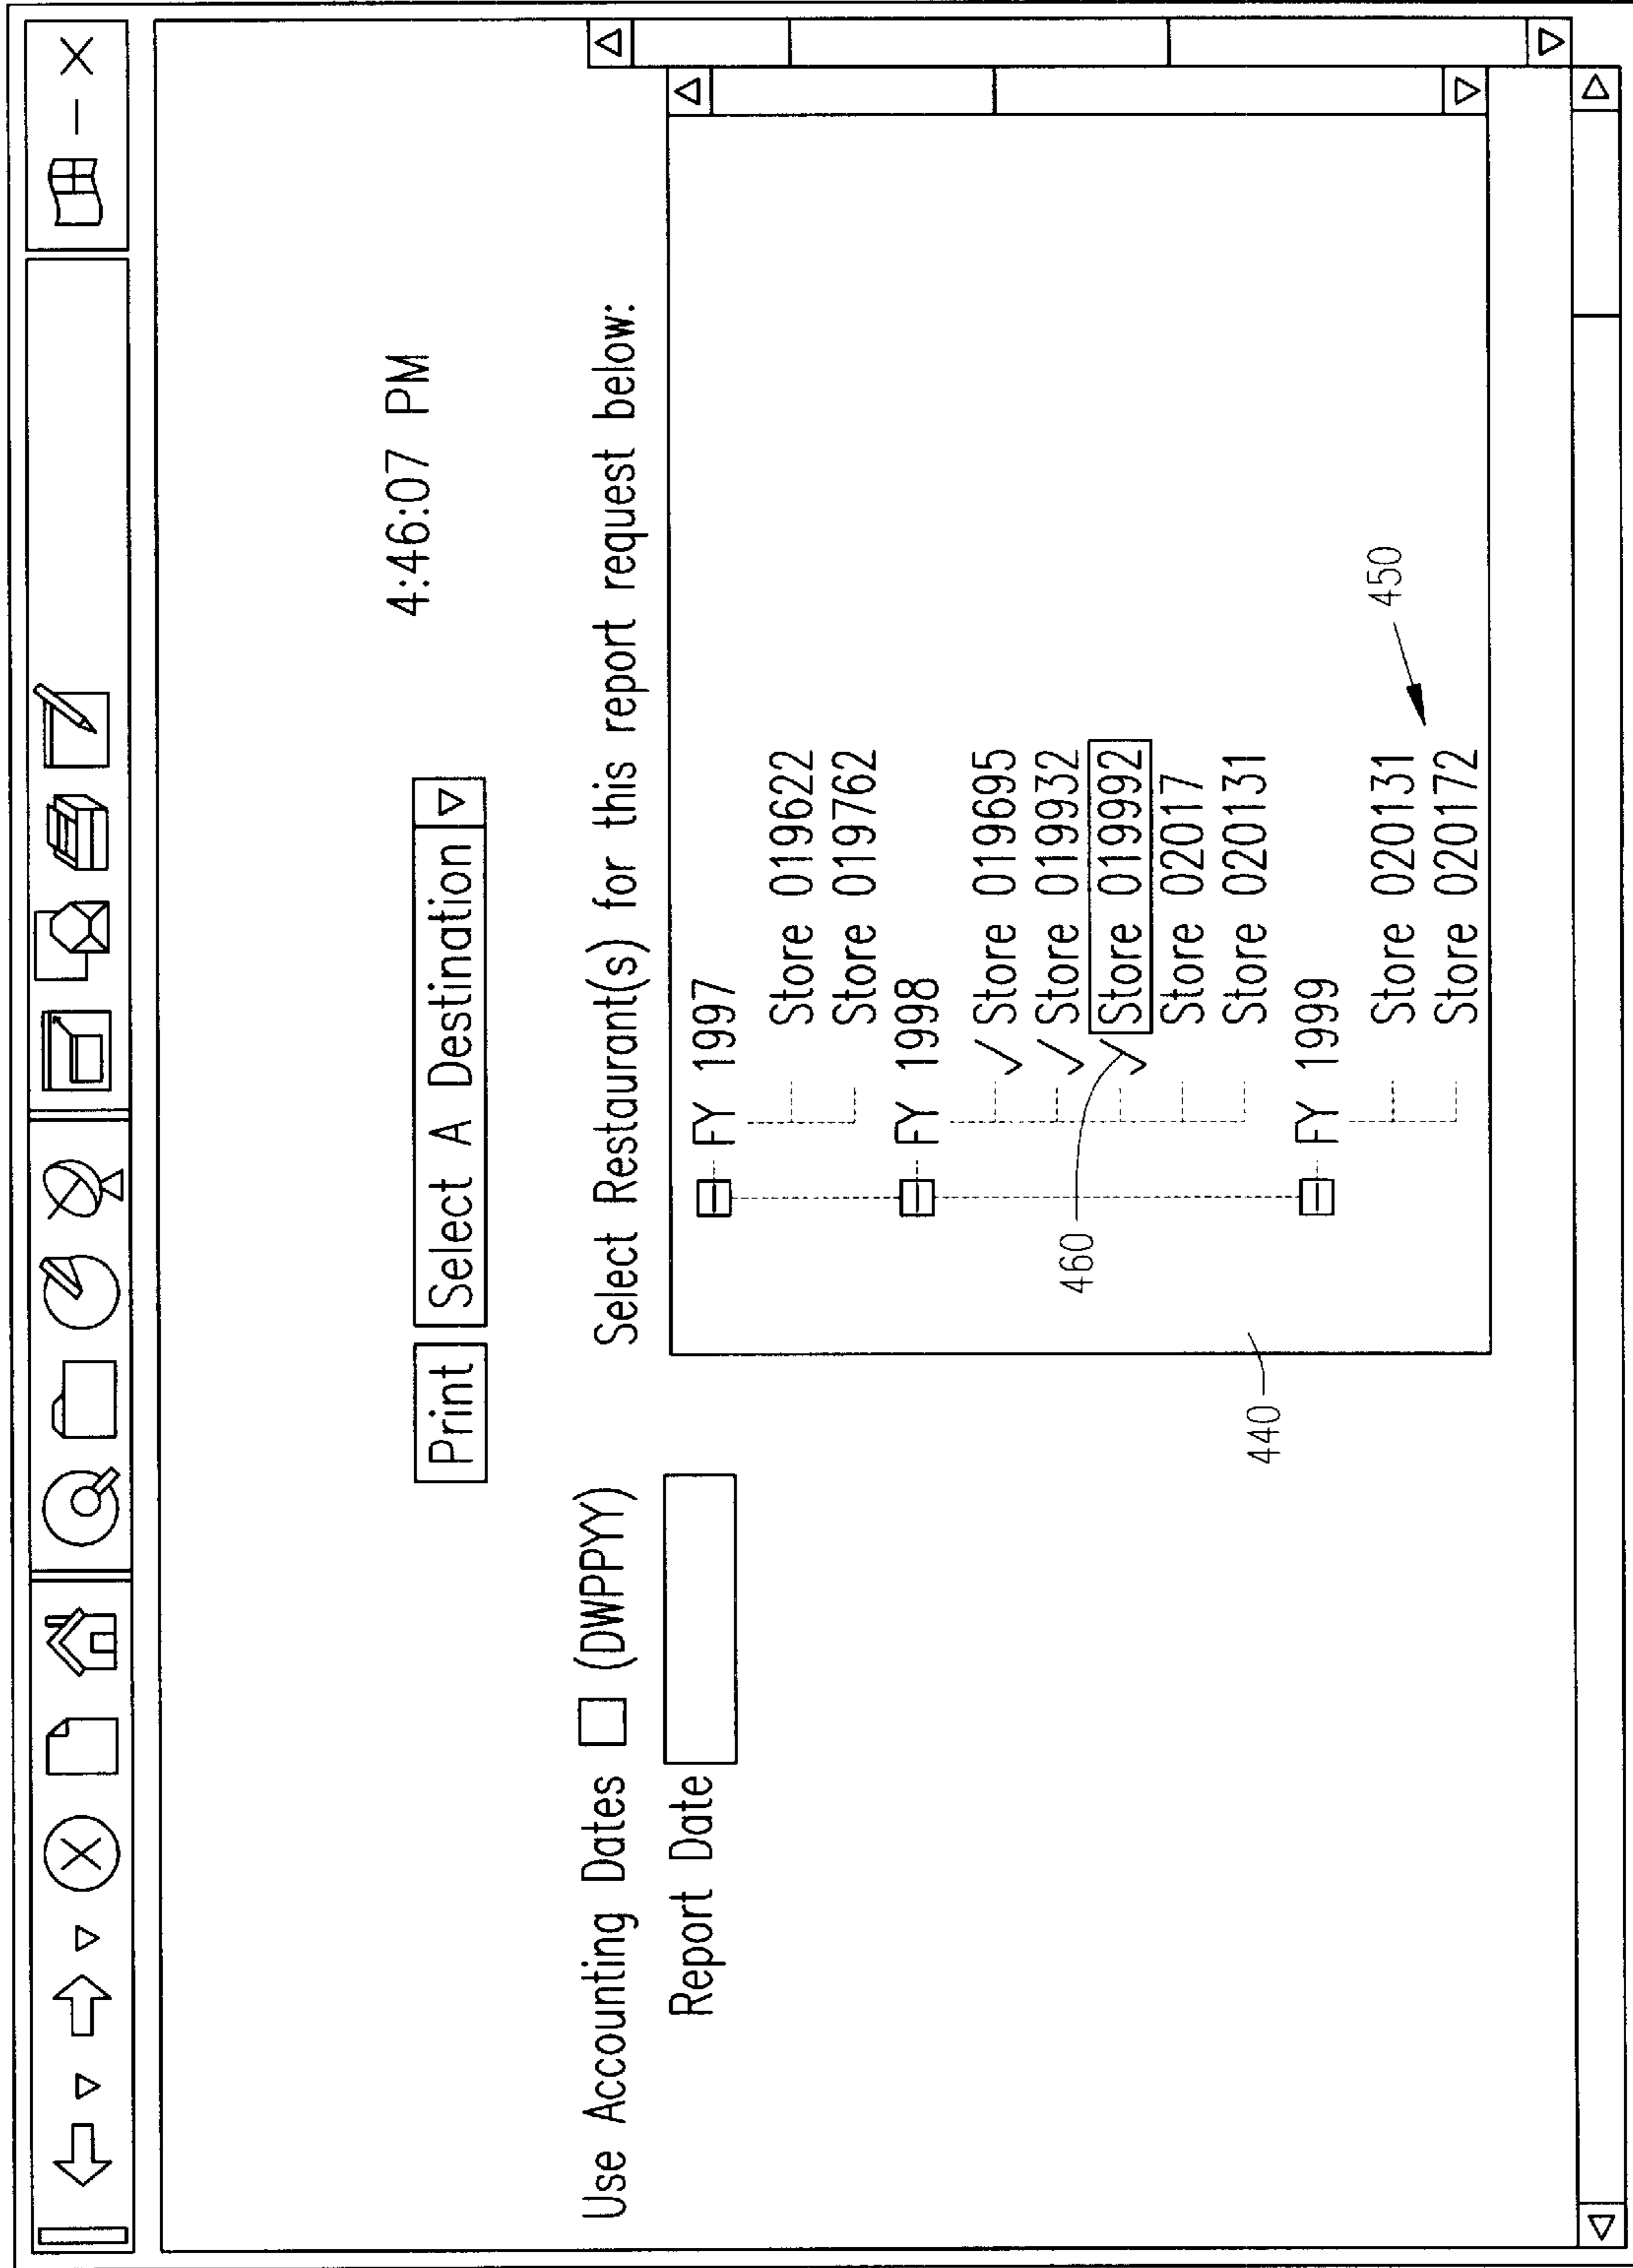 4:46:07 PM
Print Select A Destination
Use Accounting Dates (DWPPYY)
Select Restaurant(s) for this report request below:
Report Date
FY 1997
Store 019622
Store 019762
FY 1998
✓ Store 019695
✓ Store 019932
✓ Store 019992
Store 02017
Store 020131
FY 1999
Store 020131
Store 020172
460
440
450